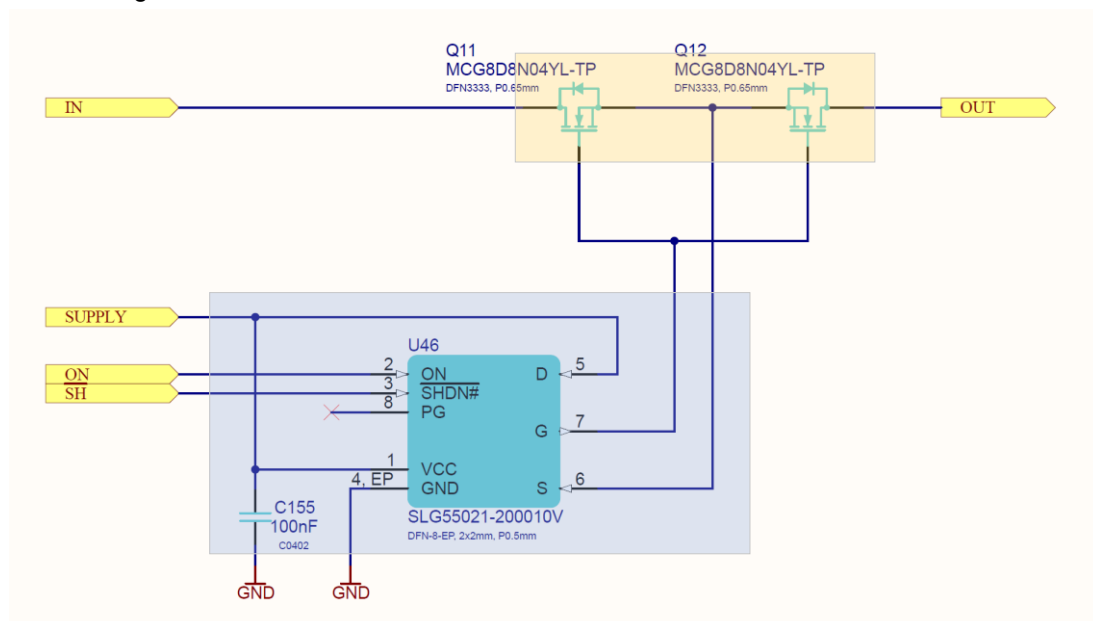 Q11
MCG8D8N04YL-TP
DFN3333, P0.65mm
Q12
MCG8D8N04YL-TP
DFN3333, P0.65mm
IN
OUT
SUPPLY
ON
SH
U46
2
ON
3
SHDN#
8
PG
1
VCC
4, EP
GND
D
5
G
7
S
6
SLG55021-200010V
DFN-8-EP, 2x2mm, P0.5mm
C155
100nF
C0402
GND
GND